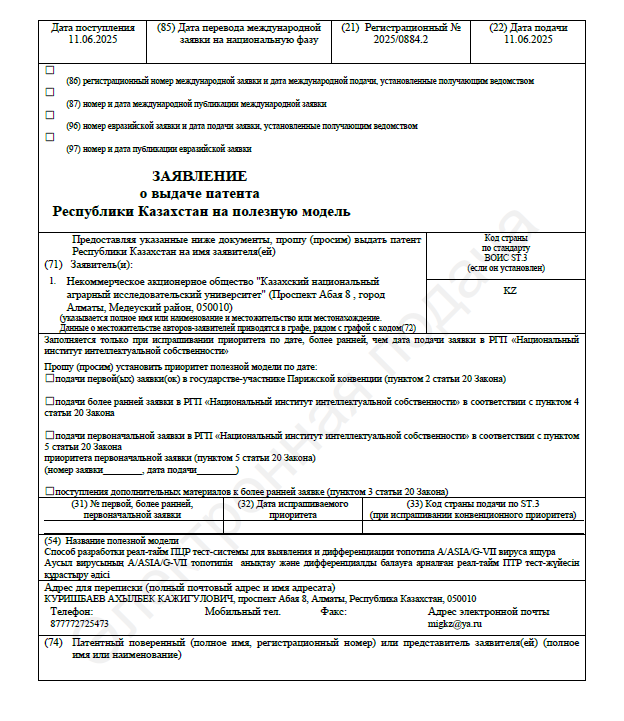 Дата поступления
11.06.2025
(85) Дата перевода международной
заявки на национальную фазу
(21) Регистрационный №
2025/0884.2
(22) Дата подачи
11.06.2025
(86) регистрационный номер международной заявки и дата международной подачи, установленные получающим ведомством
(87) номер и дата международной публикации международной заявки
(96) номер евразийской заявки и дата подачи заявки, установленные получающим ведомством
(97) номер и дата публикации евразийской заявки
ЗАЯВЛЕНИЕ
о выдаче патента
Республики Казахстан на полезную модель
Предоставляя указанные ниже документы, прошу (просим) выдать патент
Республики Казахстан на имя заявителя(ей)
(71) Заявитель(и):
1. Некоммерческое акционерное общество "Казахский национальный
аграрный исследовательский университет" (Проспект Абая 8 , город
Алматы, Медеуский район, 050010)
(указывается полное имя или наименование и местожительство или местонахождение.
Данные о местожительстве авторов-заявителей приводятся в графе, рядом с графой с кодом(72)
Код страны
по стандарту
ВОИС ST.3
(если он установлен)
KZ
Заполняется только при испрашивании приоритета по дате, более ранней, чем дата подачи заявки в РГП «Национальный
институт интеллектуальной собственности»
Прошу (просим) установить приоритет полезной модели по дате:
подачи первой(ых) заявки(ок) в государстве-участнике Парижской конвенции (пунктом 2 статьи 20 Закона)
подачи более ранней заявки в РГП «Национальный институт интеллектуальной собственности» в соответствии с пунктом 4
статьи 20 Закона
подачи первоначальной заявки в РГП «Национальный институт интеллектуальной собственности» в соответствии с пунктом
5 статьи 20 Закона
приоритета первоначальной заявки (пунктом 5 статьи 20 Закона)
(номер заявки________, дата подачи________)
поступления дополнительных материалов к более ранней заявке (пунктом 3 статьи 20 Закона)
(31) № первой, более ранней,
первоначальной заявки
(32) Дата испрашиваемого
приоритета
(33) Код страны подачи по ST.3
(при испрашивании конвенционного приоритета)
(54) Название полезной модели
Способ разработки реал-тайм ПЦР тест-системы для выявления и дифференциации топотипа A/ASIA/G-VII вируса ящура
Аусыл вирусының A/ASIA/G-VII топотипін анықтау және дифференциалды балауға арналған реал-тайм ПТР тест-жүйесін
құрастыру әдісі
Адрес для переписки (полный почтовый адрес и имя адресата)
КУРИШБАЕВ АХЫЛБЕК КАЖИГУЛОВИЧ, проспект Абая 8, Алматы, Республика Казахстан, 050010
Телефон: Мобильный тел. Факс: Адрес электронной почты
877772725473 migkz@ya.ru
(74) Патентный поверенный (полное имя, регистрационный номер) или представитель заявителя(ей) (полное
имя или наименование)
электронная подача